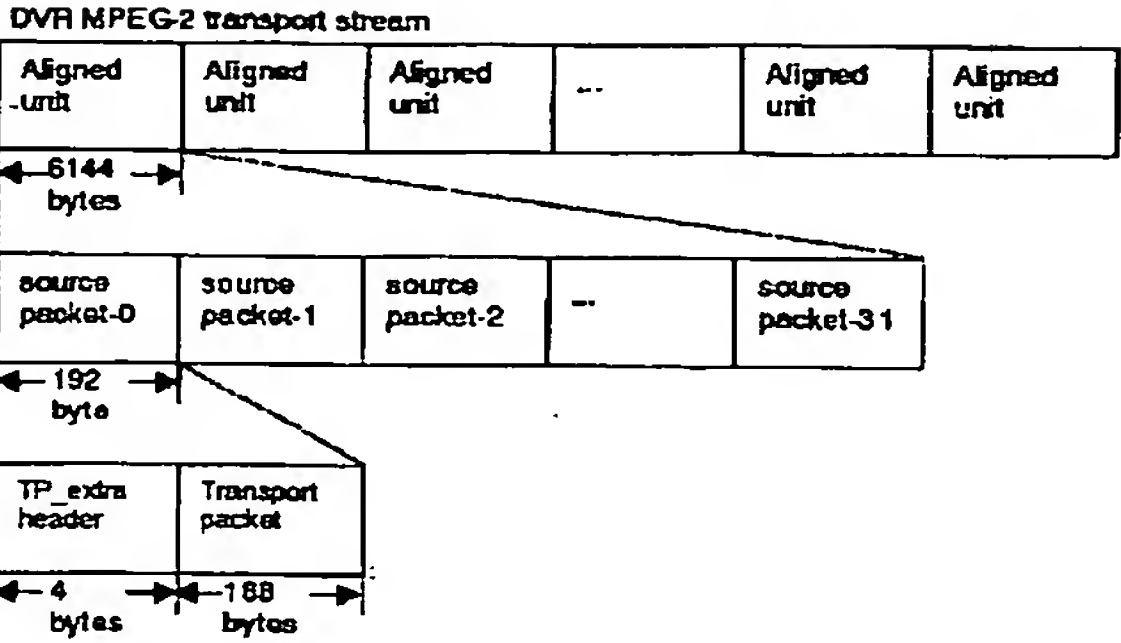 DVR MPEG-2 transport stream
Aligned unit
Aligned unit
Aligned unit
...
Aligned unit
Aligned unit
6144 bytes
source packet-0
source packet-1
source packet-2
...
source packet-31
192 byte
TP_extra header
Transport packet
4 bytes
188 bytes